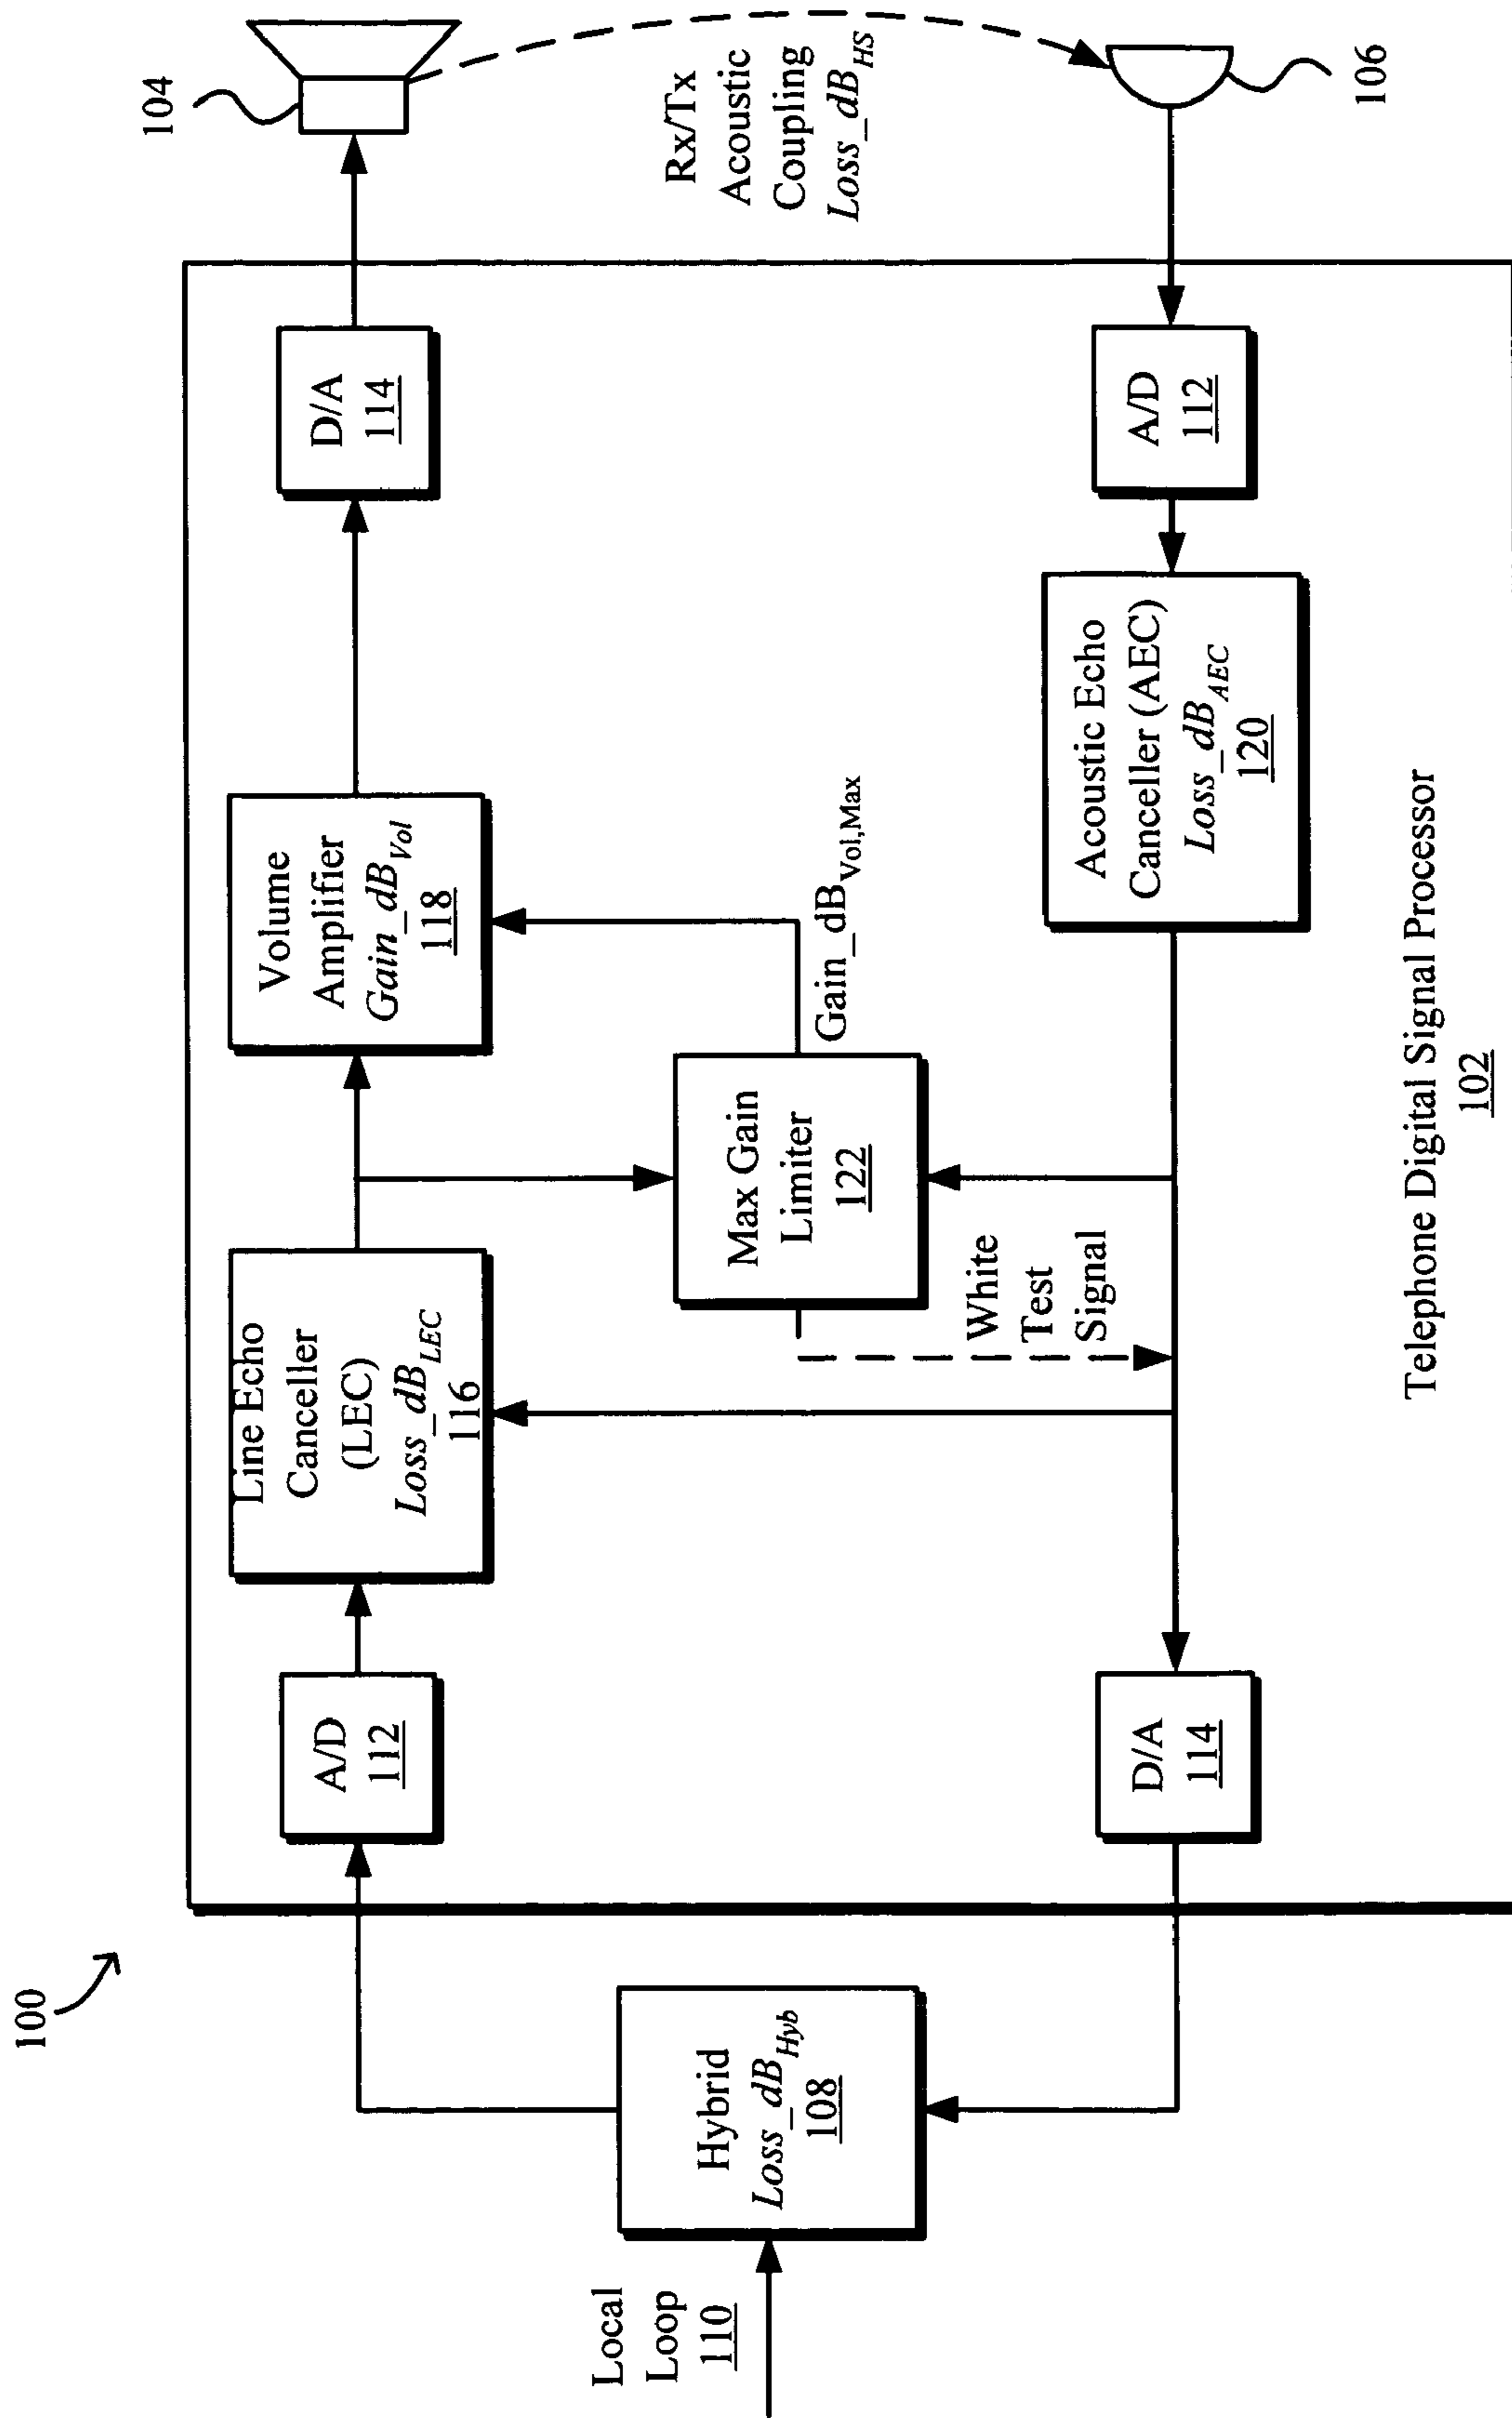 100
Local
Loop
110
Hybrid
Loss_dB_Hyb
108
A/D
112
Line Echo
Canceller
(LEC)
Loss_dB_LEC
116
Volume
Amplifier
Gain_dB_Vol
118
D/A
114
104
Rx/Tx
Acoustic
Coupling
Loss_dB_HS
106
Max Gain
Limiter
122
Gain_dB_Vol,Max
White
Test
Signal
D/A
114
Acoustic Echo
Canceller (AEC)
Loss_dB_AEC
120
A/D
112
Telephone Digital Signal Processor
102